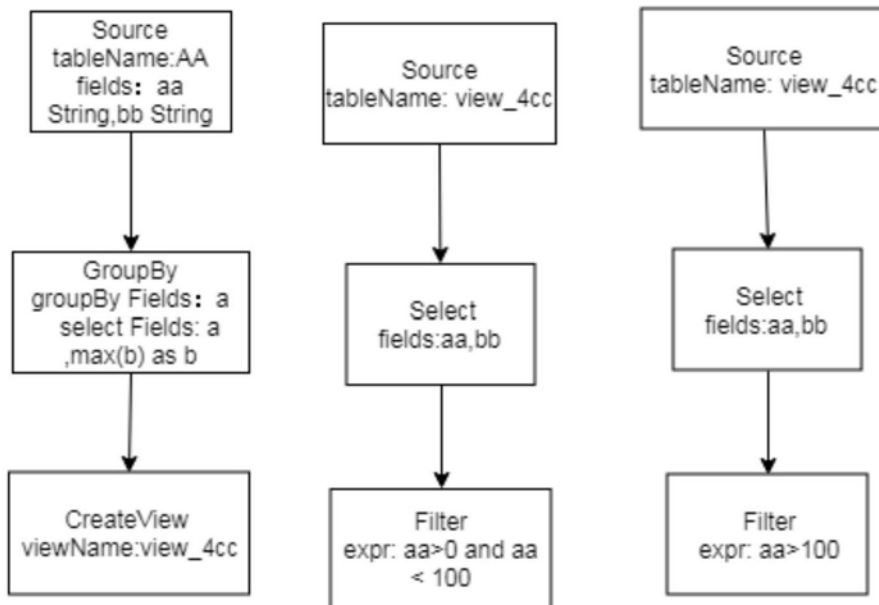 Source
tableName:AA
fields：aa
String,bb String
GroupBy
groupBy Fields：a
select Fields: a
,max(b) as b
CreateView
viewName:view_4cc
Source
tableName: view_4cc
Select
fields:aa,bb
Filter
expr: aa>0 and aa
< 100
Source
tableName: view_4cc
Select
fields:aa,bb
Filter
expr: aa>100